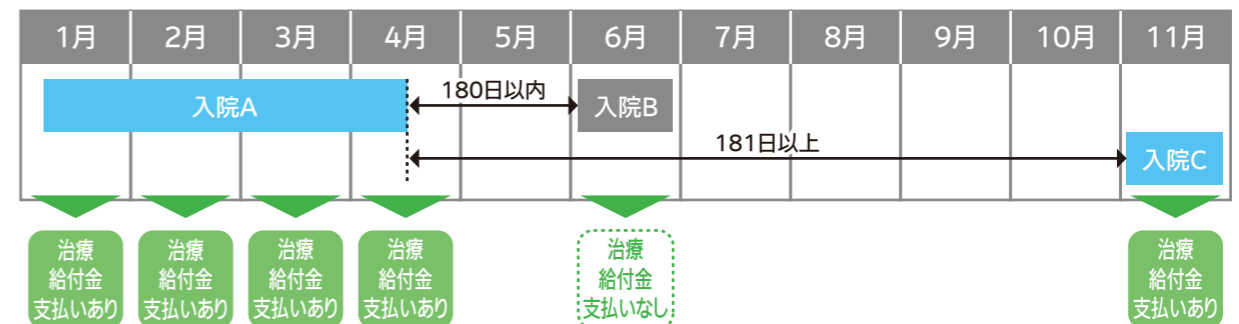 1月 2月 3月 4月 5月 6月 7月 8月 9月 10月 11月
入院A
180日以内
入院B
181日以上
入院C
治療
給付金
支払いあり
治療
給付金
支払いあり
治療
給付金
支払いあり
治療
給付金
支払いあり
治療
給付金
支払いなし
治療
給付金
支払いあり